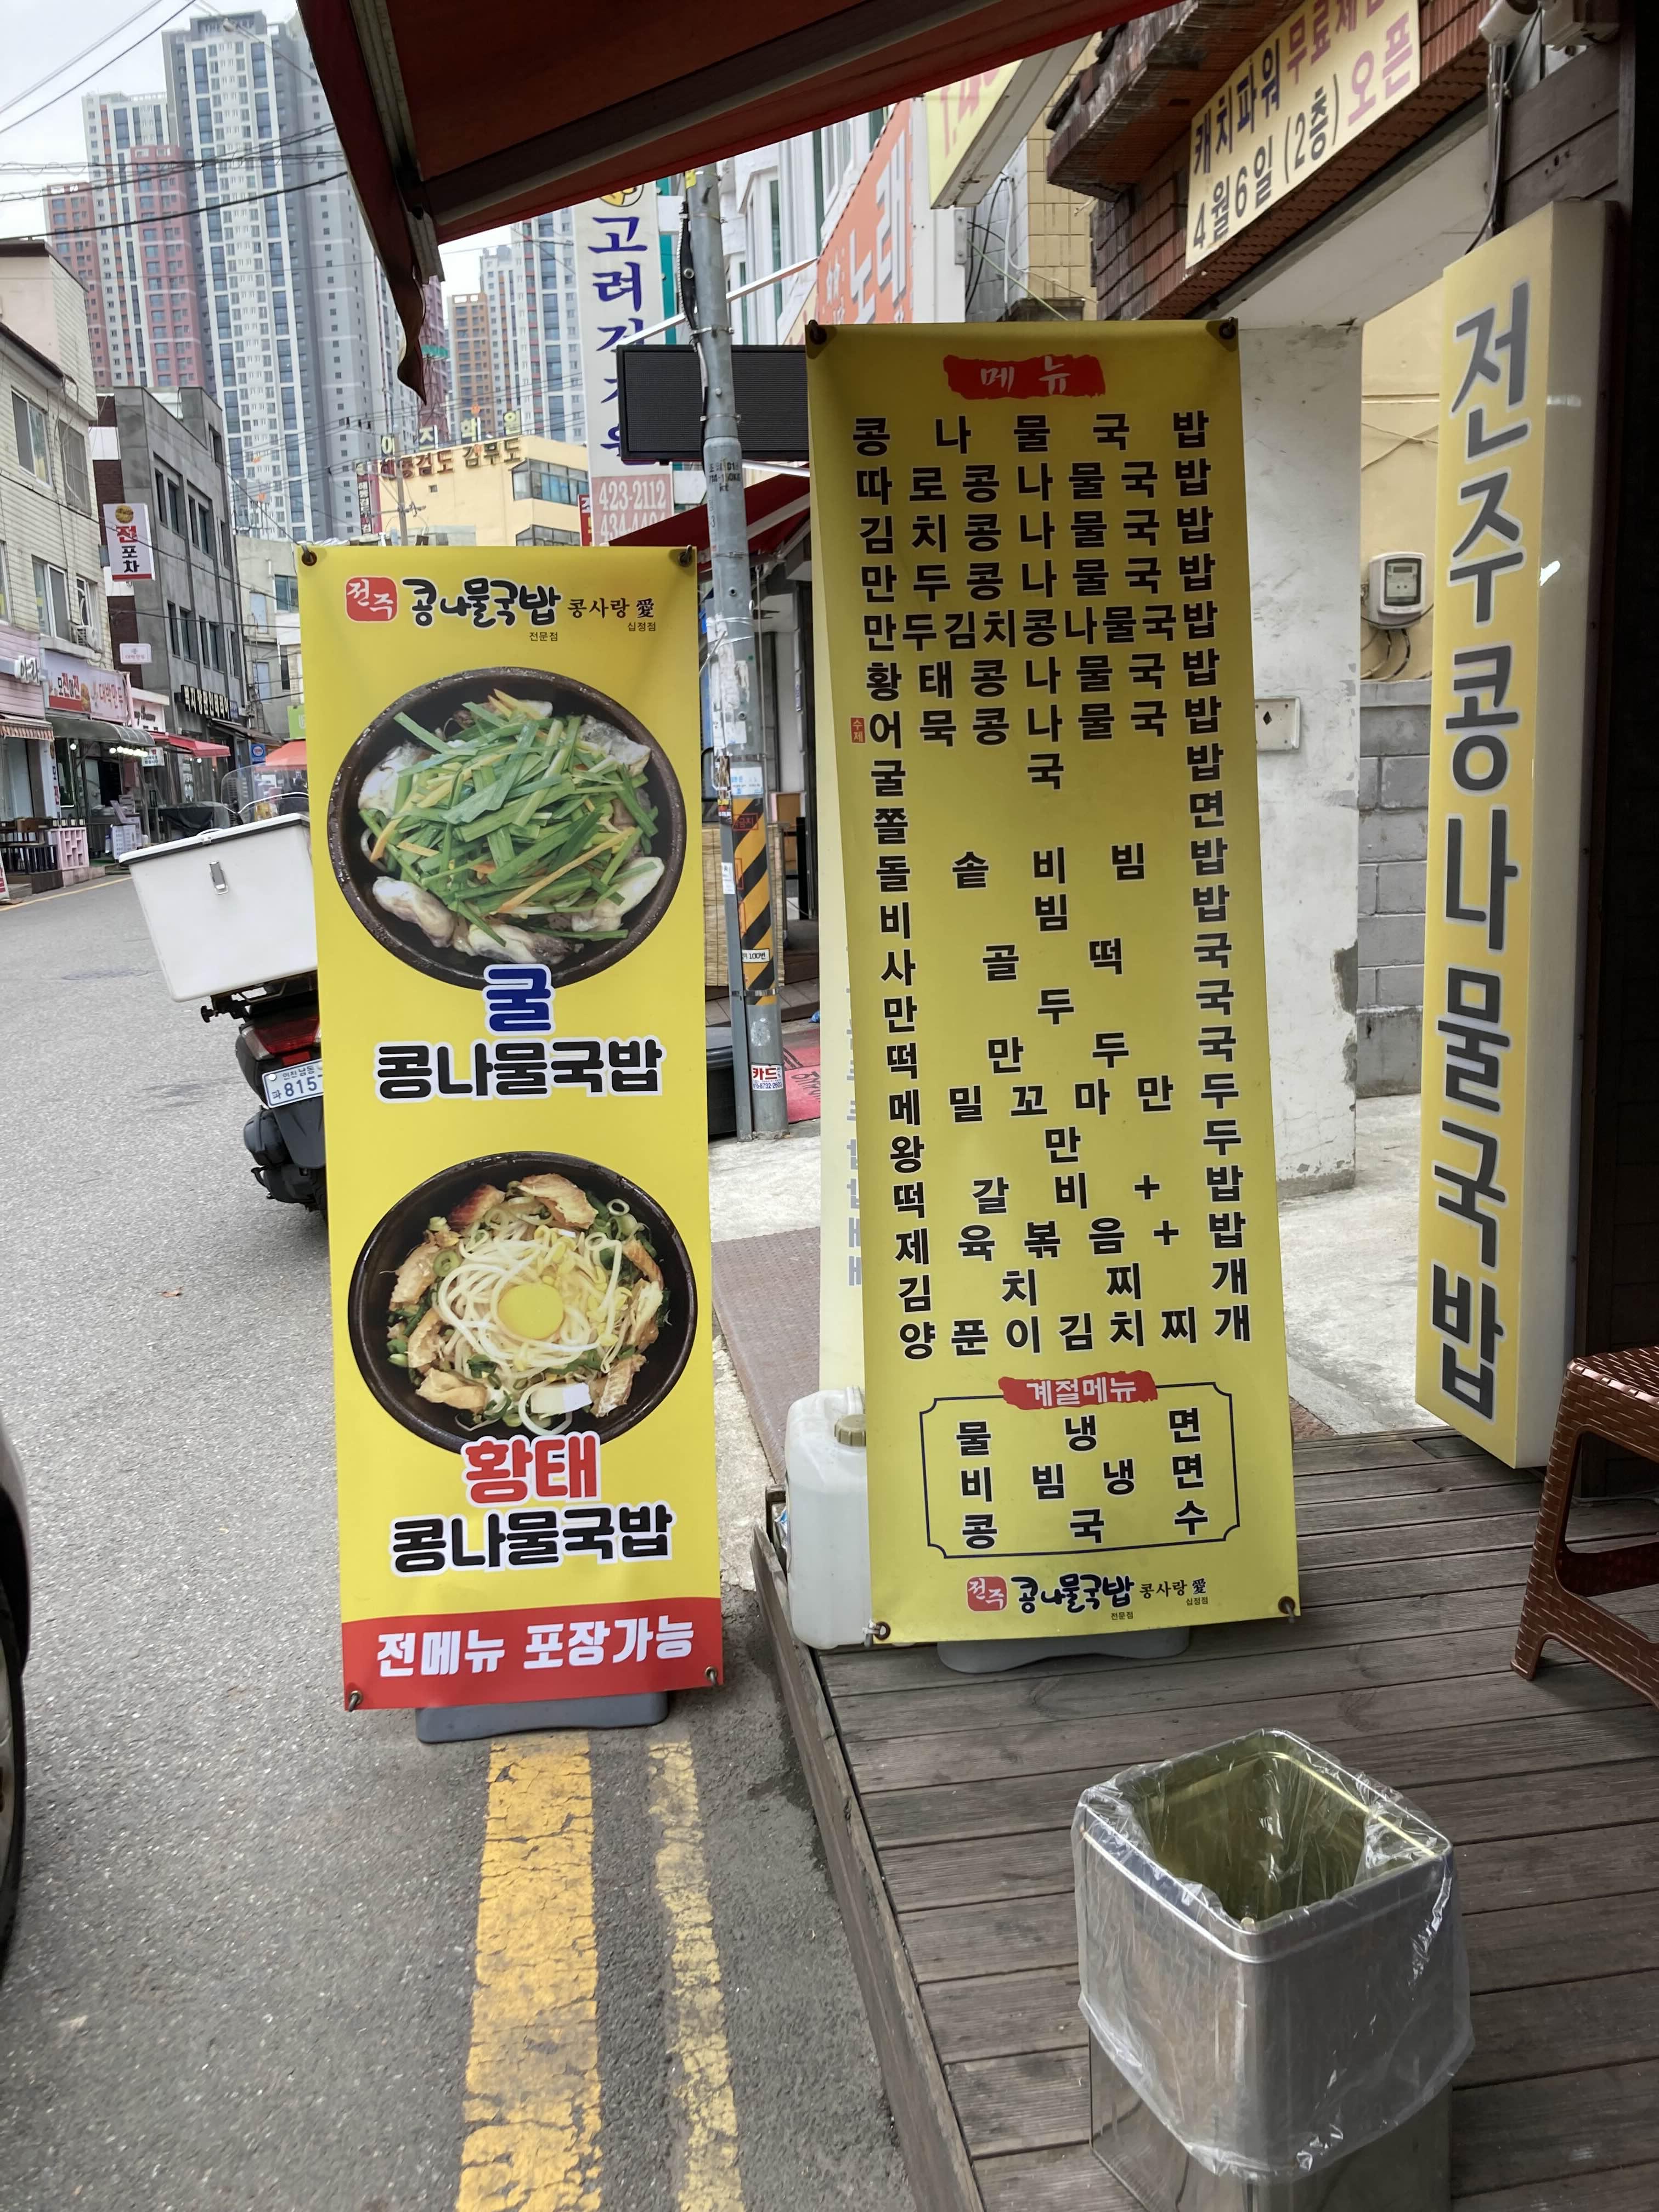 캐치파워 무료체험
4월6일 (2층) 오픈
고려
423-2112
검도
전
포차
전주 콩나물국밥 콩사랑 愛
전문점 십정점
굴
콩나물국밥
황태
콩나물국밥
전메뉴 포장가능
메뉴
콩나물국밥
따로콩나물국밥
김치콩나물국밥
만두콩나물국밥
만두김치콩나물국밥
황태콩나물국밥
수제 어묵콩나물국밥
굴국밥
쫄면
돌솥비빔밥
비빔밥
사골떡국
만두국
떡만두국
메밀꼬마만두
왕만두
떡갈비+밥
제육볶음+밥
김치찌개
양푼이김치찌개
계절메뉴
물냉면
비빔냉면
콩국수
전주 콩나물국밥 콩사랑 愛
전문점 십정점
전주콩나물국밥
인천남동
815
카드